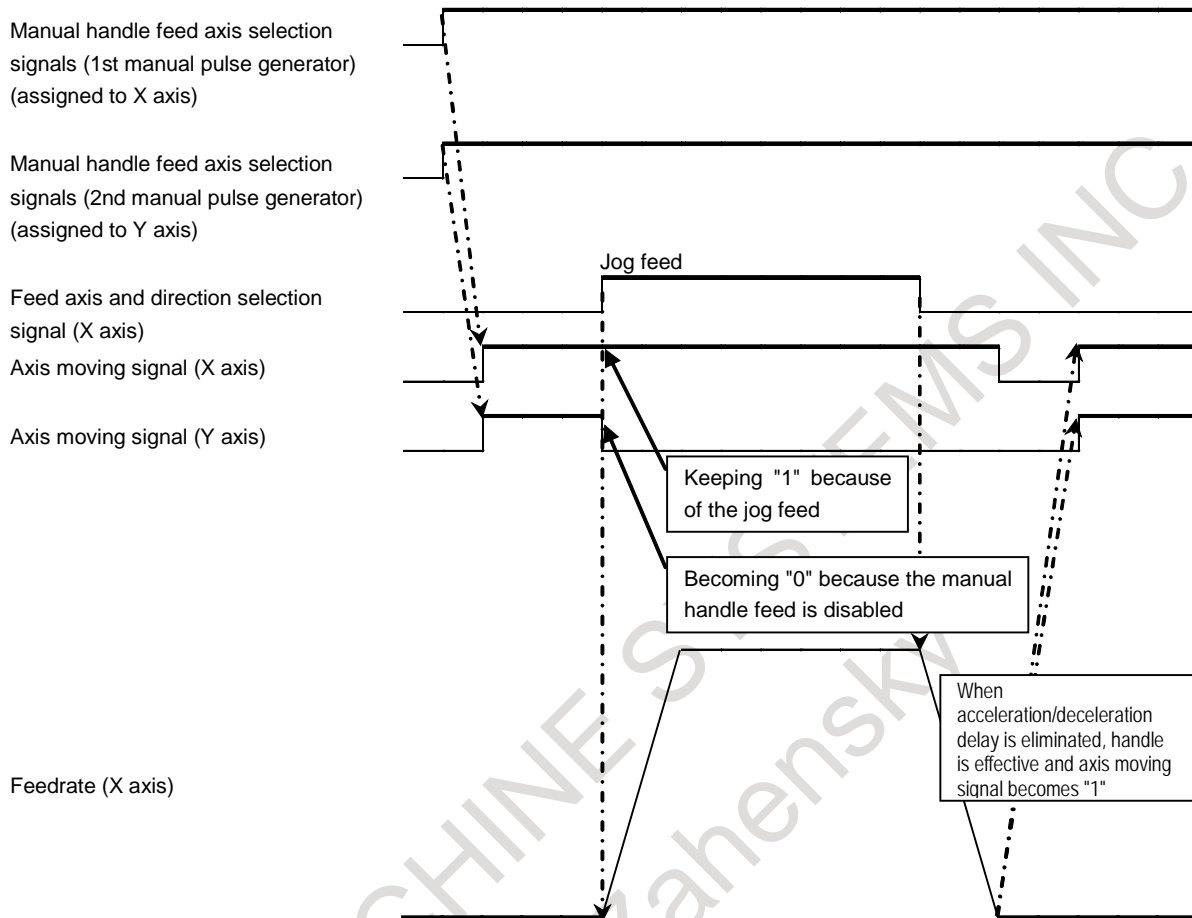 Manual handle feed axis selection
signals (1st manual pulse generator)
(assigned to X axis)
Manual handle feed axis selection
signals (2nd manual pulse generator)
(assigned to Y axis)
Jog feed
Feed axis and direction selection
signal (X axis)
Axis moving signal (X axis)
Axis moving signal (Y axis)
Keeping "1" because
of the jog feed
Becoming "0" because the manual
handle feed is disabled
When
acceleration/deceleration
delay is eliminated, handle
is effective and axis moving
signal becomes "1"
Feedrate (X axis)